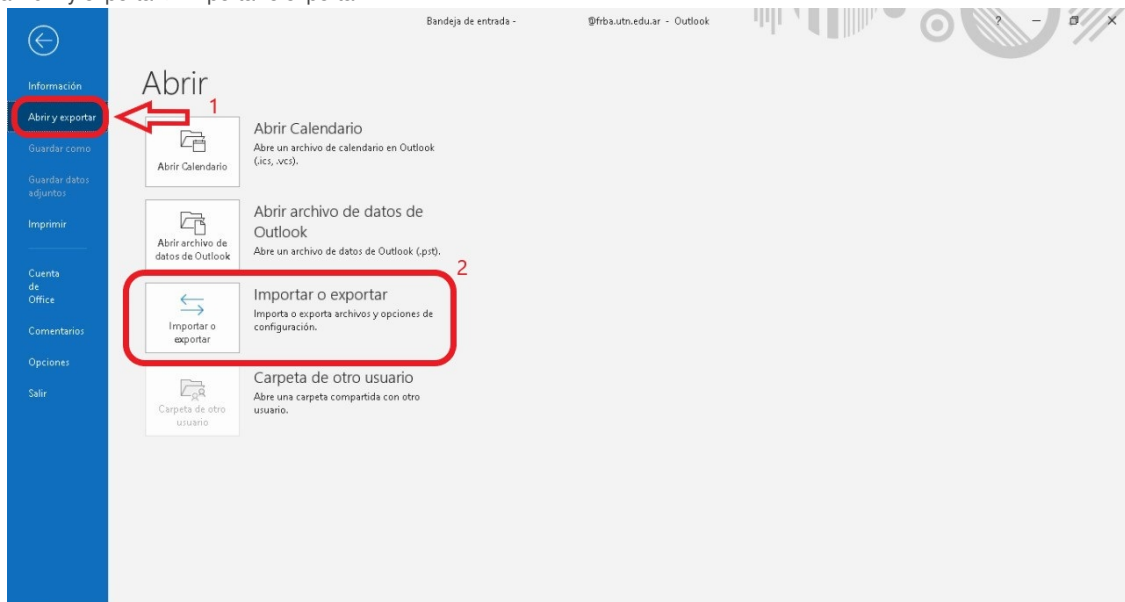 Bandeja de entrada - @frba.utn.edu.ar - Outlook
?
Información
Abrir y exportar
Guardar como
Guardar datos
adjuntos
Imprimir
Cuenta
de
Office
Comentarios
Opciones
Salir
Abrir
1
Abrir Calendario
Abrir Calendario
Abre un archivo de calendario en Outlook
(.ics, .vcs).
Abrir archivo de
datos de Outlook
Abrir archivo de datos de
Outlook
Abre un archivo de datos de Outlook (.pst).
2
Importar o
exportar
Importar o exportar
Importa o exporta archivos y opciones de
configuración.
Carpeta de otro
usuario
Carpeta de otro usuario
Abre una carpeta compartida con otro
usuario.